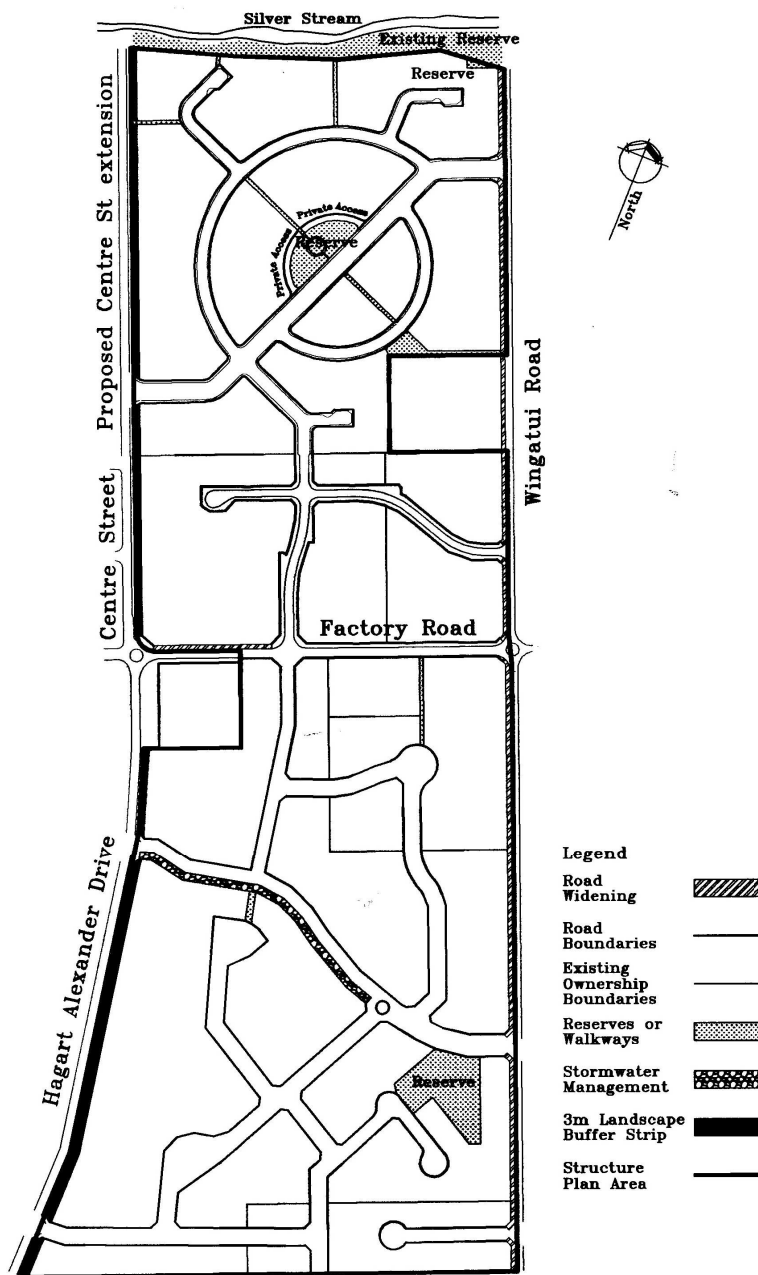 Silver Stream
Existing Reserve
Reserve
Proposed Centre St extension
Private Access
Reserve
Private Access
North
Wingatui Road
Centre Street
Factory Road
Hagart Alexander Drive
Reserve
Legend
Road
Widening
Road
Boundaries
Existing
Ownership
Boundaries
Reserves or
Walkways
Stormwater
Management
3m Landscape
Buffer Strip
Structure
Plan Area